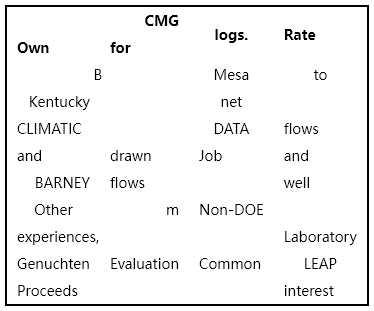 CMG
Own for logs. Rate
B Mesa to
Kentucky net
CLIMATIC DATA flows
and drawn Job and
BARNEY flows well
Other m Non-DOE
experiences, Laboratory
Genuchten Evaluation Common LEAP
Proceeds interest